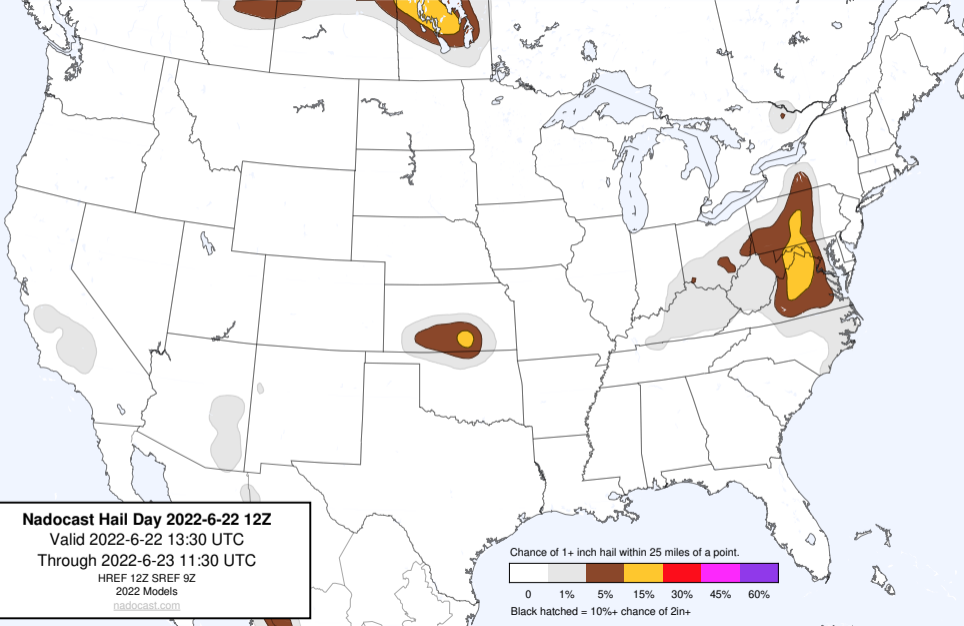 Nadocast Hail Day 2022-6-22 12Z
Valid 2022-6-22 13:30 UTC
Through 2022-6-23 11:30 UTC
HREF 12Z SREF 9Z
2022 Models
nadocast.com
Chance of 1+ inch hail within 25 miles of a point.
0 1% 5% 15% 30% 45% 60%
Black hatched = 10%+ chance of 2in+